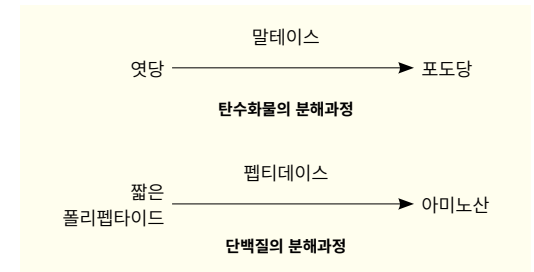 말테이스
엿당 포도당
탄수화물의 분해과정
펩티데이스
짧은
폴리펩타이드 아미노산
단백질의 분해과정